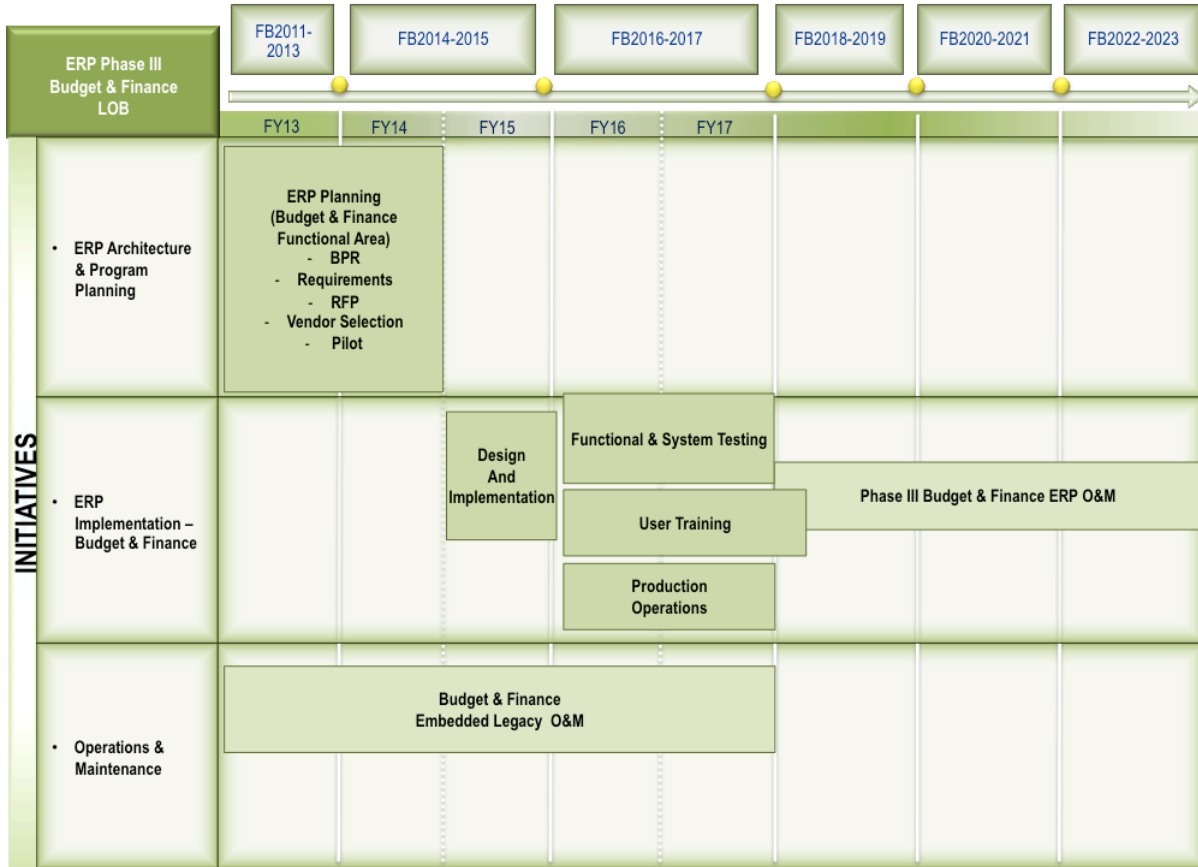 ERP Phase III
Budget & Finance
LOB
FB2011-
2013
FB2014-2015
FB2016-2017
FB2018-2019
FB2020-2021
FB2022-2023
FY13
FY14
FY15
FY16
FY17
INITIATIVES
• ERP Architecture
& Program
Planning
ERP Planning
(Budget & Finance
Functional Area)
- BPR
- Requirements
- RFP
- Vendor Selection
- Pilot
• ERP
Implementation –
Budget & Finance
Design
And
Implementation
Functional & System Testing
User Training
Production
Operations
Phase III Budget & Finance ERP O&M
• Operations &
Maintenance
Budget & Finance
Embedded Legacy O&M